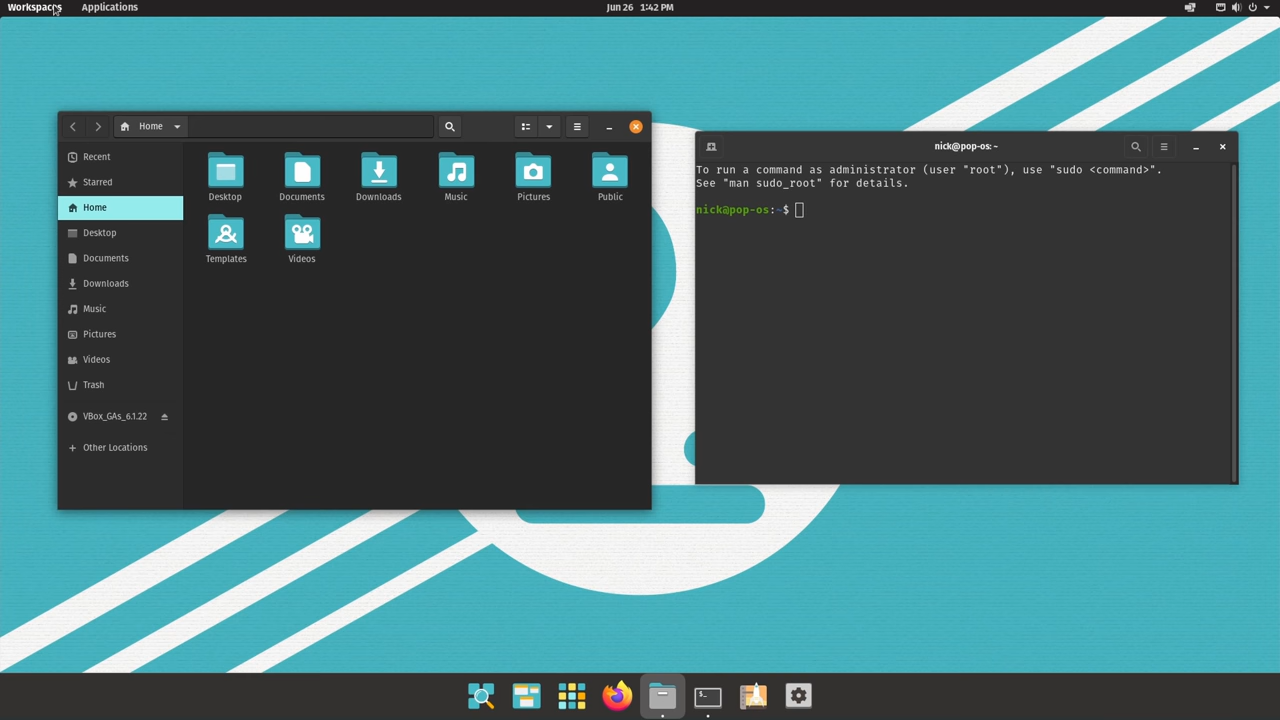 Workspaces Applications Jun 26 1:42 PM
Home
Recent
Starred
Home
Desktop
Documents
Downloads
Music
Pictures
Videos
Trash
VBox_GAs_6.1.22
Other Locations
Desktop Documents Downloads Music Pictures Public
Templates Videos
nick@pop-os: ~
To run a command as administrator (user "root"), use "sudo <command>".
See "man sudo_root" for details.
nick@pop-os:~$
$_